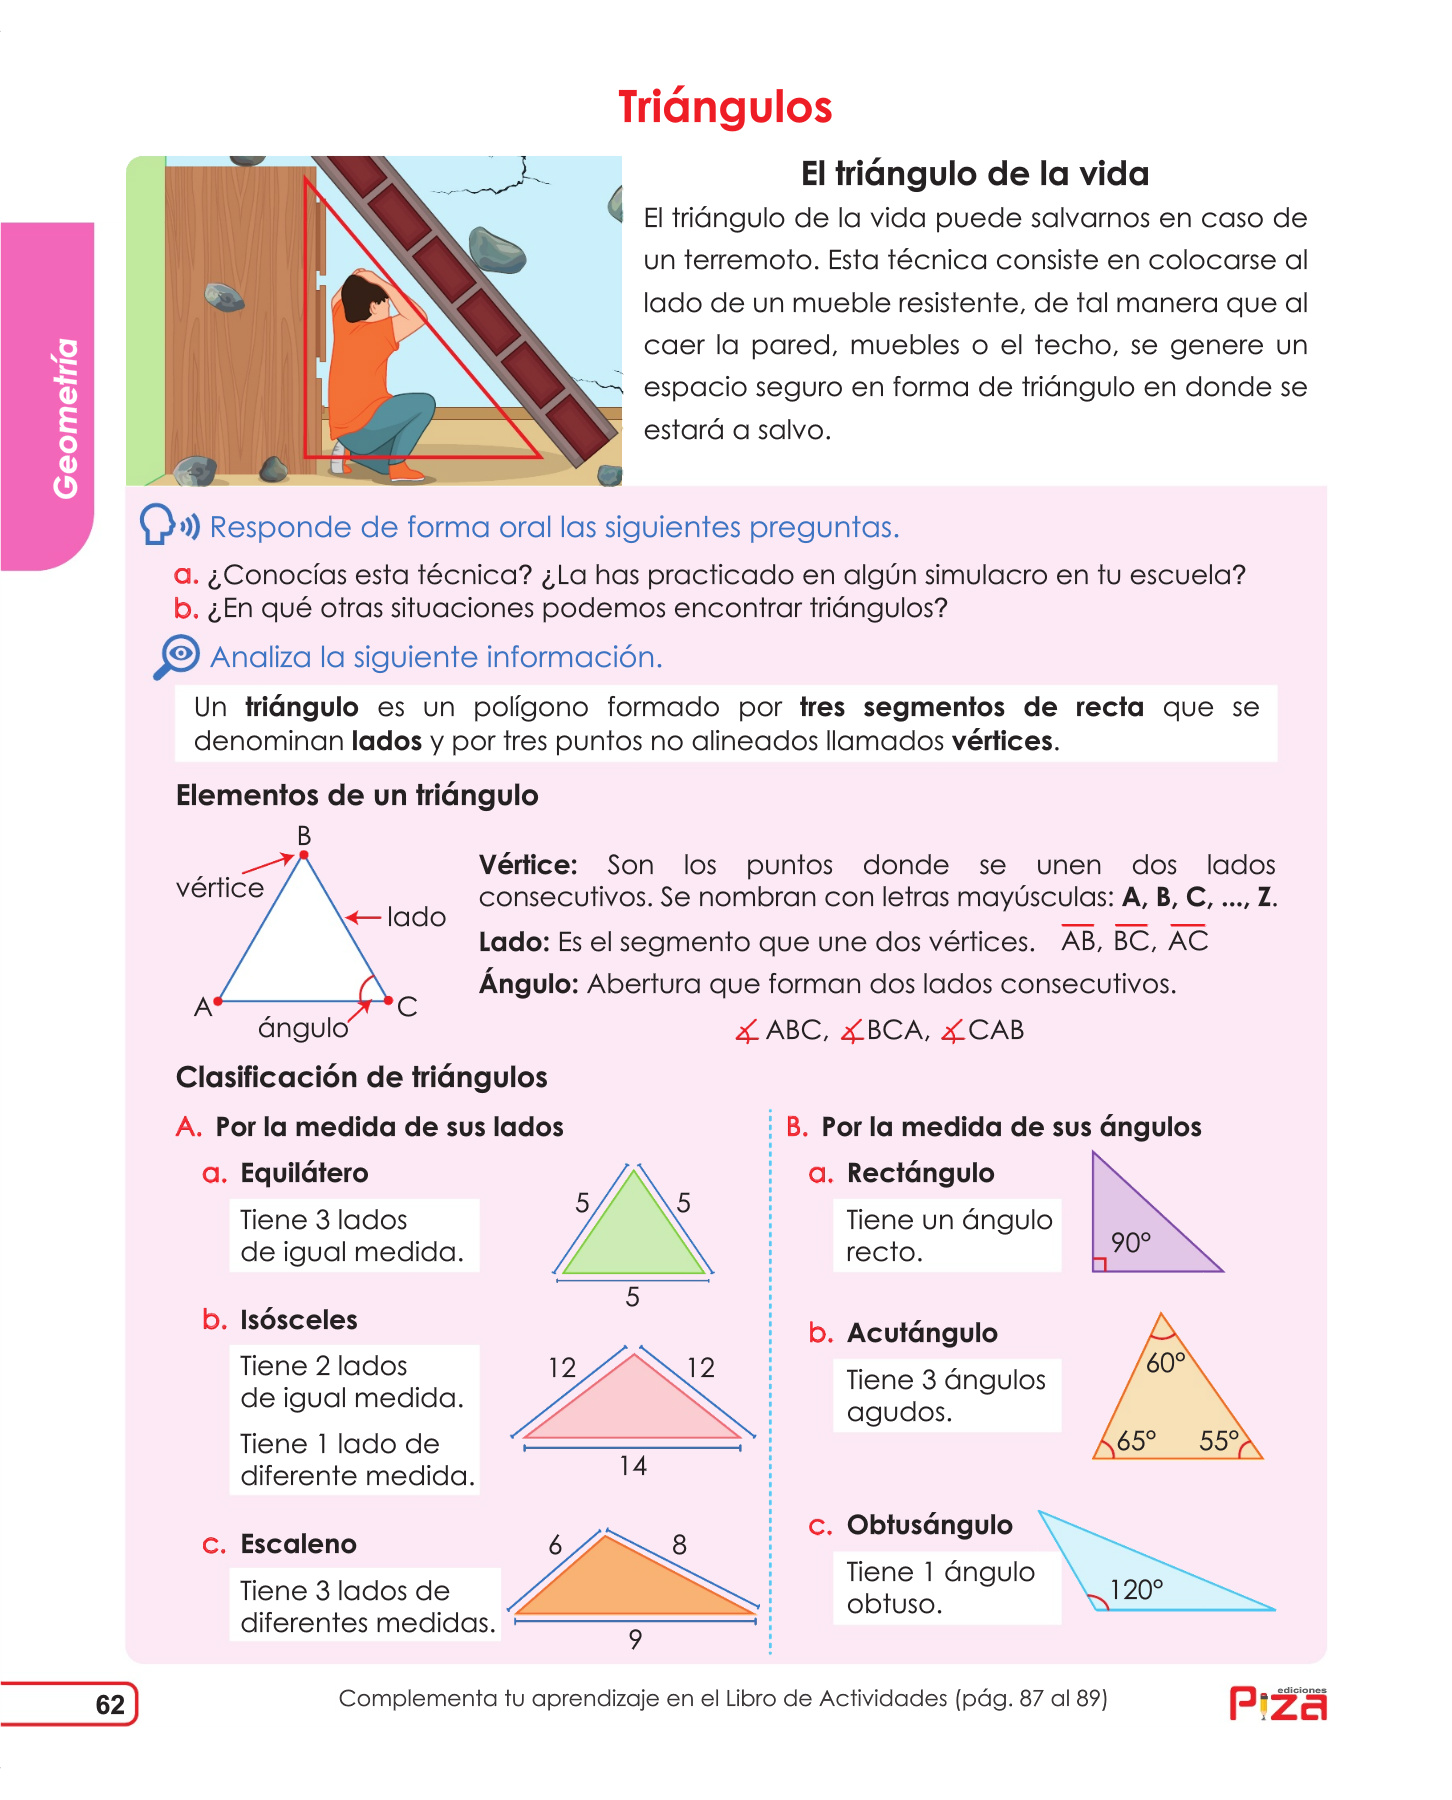 Triángulos
El triángulo de la vida
El triángulo de la vida puede salvarnos en caso de
un terremoto. Esta técnica consiste en colocarse al
lado de un mueble resistente, de tal manera que al
caer la pared, muebles o el techo, se genere un
espacio seguro en forma de triángulo en donde se
estará a salvo.
Geometría
Responde de forma oral las siguientes preguntas.
a. ¿Conocías esta técnica? ¿La has practicado en algún simulacro en tu escuela?
b. ¿En qué otras situaciones podemos encontrar triángulos?
Analiza la siguiente información.
Un triángulo es un polígono formado por tres segmentos de recta que se
denominan lados y por tres puntos no alineados llamados vértices.
Elementos de un triángulo
B
vértice
lado
A
C
ángulo
Vértice: Son los puntos donde se unen dos lados
consecutivos. Se nombran con letras mayúsculas: A, B, C, ..., Z.
Lado: Es el segmento que une dos vértices. A̅B̅, B̅C̅, A̅C̅
Ángulo: Abertura que forman dos lados consecutivos.
∡ ABC, ∡BCA, ∡CAB
Clasificación de triángulos
A. Por la medida de sus lados
a. Equilátero
Tiene 3 lados
de igual medida.
5
5
5
b. Isósceles
Tiene 2 lados
de igual medida.
Tiene 1 lado de
diferente medida.
12
12
14
c. Escaleno
Tiene 3 lados de
diferentes medidas.
6
8
9
B. Por la medida de sus ángulos
a. Rectángulo
Tiene un ángulo
recto.
90°
b. Acutángulo
Tiene 3 ángulos
agudos.
60°
65°
55°
c. Obtusángulo
Tiene 1 ángulo
obtuso.
120°
62
Complementa tu aprendizaje en el Libro de Actividades (pág. 87 al 89)
ediciones
Piza